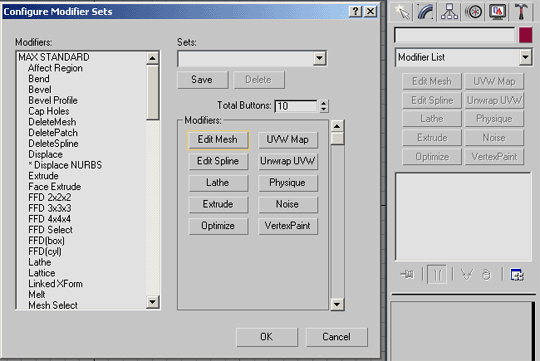 Configure Modifier Sets
Modifiers:
MAX STANDARD
Affect Region
Bend
Bevel
Bevel Profile
Cap Holes
DeleteMesh
DeletePatch
DeleteSpline
Displace
* Displace NURBS
Extrude
Face Extrude
FFD 2x2x2
FFD 3x3x3
FFD 4x4x4
FFD Select
FFD(box)
FFD(cyl)
Lathe
Lattice
Linked XForm
Melt
Mesh Select
Sets:
Save Delete
Total Buttons: 10
Modifiers:
Edit Mesh UVW Map
Edit Spline Unwrap UVW
Lathe Physique
Extrude Noise
Optimize VertexPaint
OK Cancel
Modifier List
Edit Mesh UVW Map
Edit Spline Unwrap UVW
Lathe Physique
Extrude Noise
Optimize VertexPaint